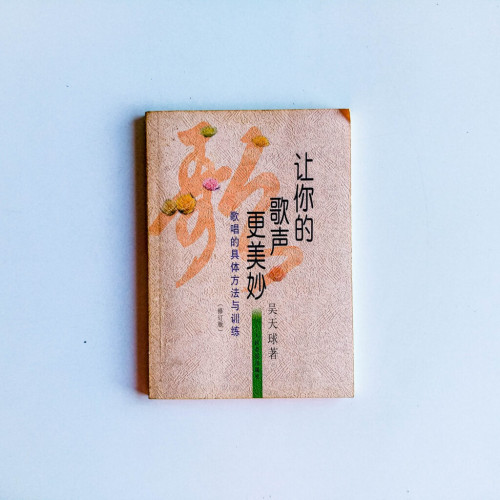 让你的
歌声
更美妙
歌唱的具体方法与训练
(修订版)
吴天球著
歌